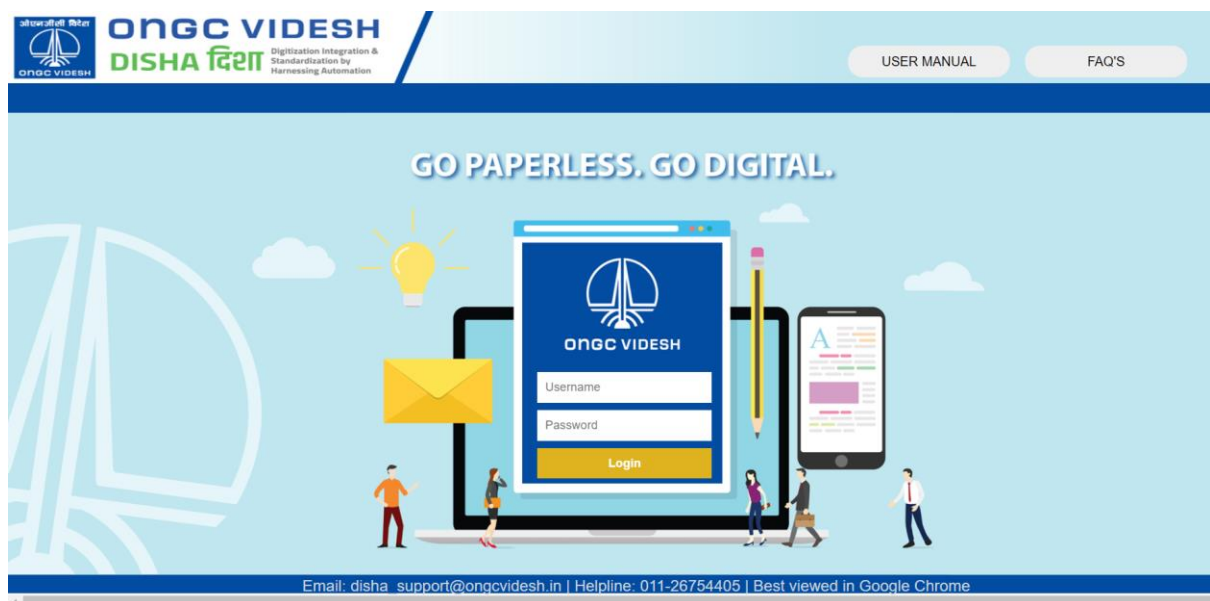 ओएनजीसी विदेश
ONGC VIDESH
ONGC VIDESH
DISHA दिशा
Digitization Integration &
Standardization by
Harnessing Automation
USER MANUAL
FAQ'S
GO PAPERLESS. GO DIGITAL.
ONGC VIDESH
A
Username
Password
Login
Email: disha_support@ongcvidesh.in | Helpline: 011-26754405 | Best viewed in Google Chrome